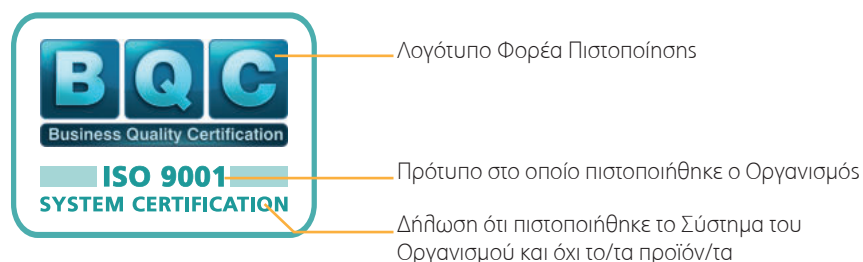 BQC
Λογότυπο Φορέα Πιστοποίησης
Business Quality Certification
ISO 9001
Πρότυπο στο οποίο πιστοποιήθηκε ο Οργανισμός
SYSTEM CERTIFICATION
Δήλωση ότι πιστοποιήθηκε το Σύστημα του
Οργανισμού και όχι το/τα προϊόν/τα